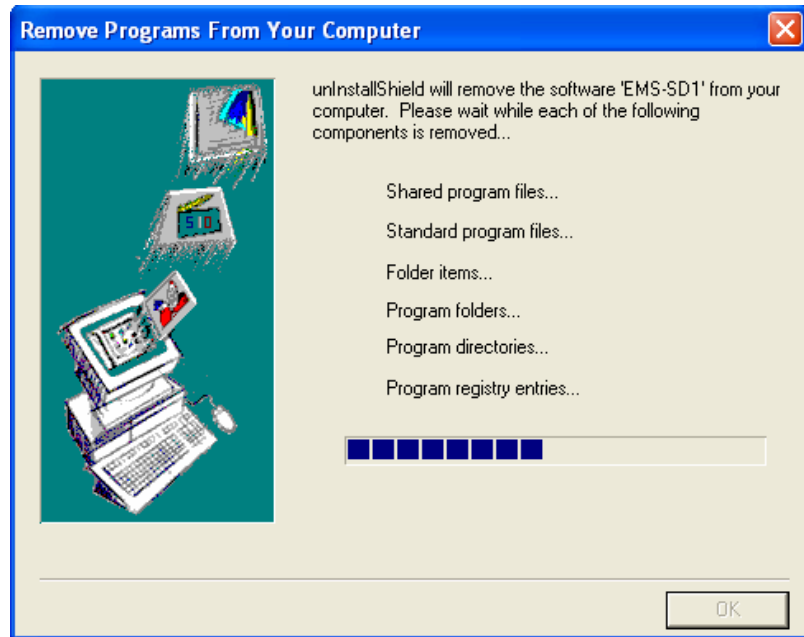 Remove Programs From Your Computer
unInstallShield will remove the software 'EMS-SD1' from your
computer.  Please wait while each of the following
components is removed...
Shared program files...
Standard program files...
Folder items...
Program folders...
Program directories...
Program registry entries...
OK